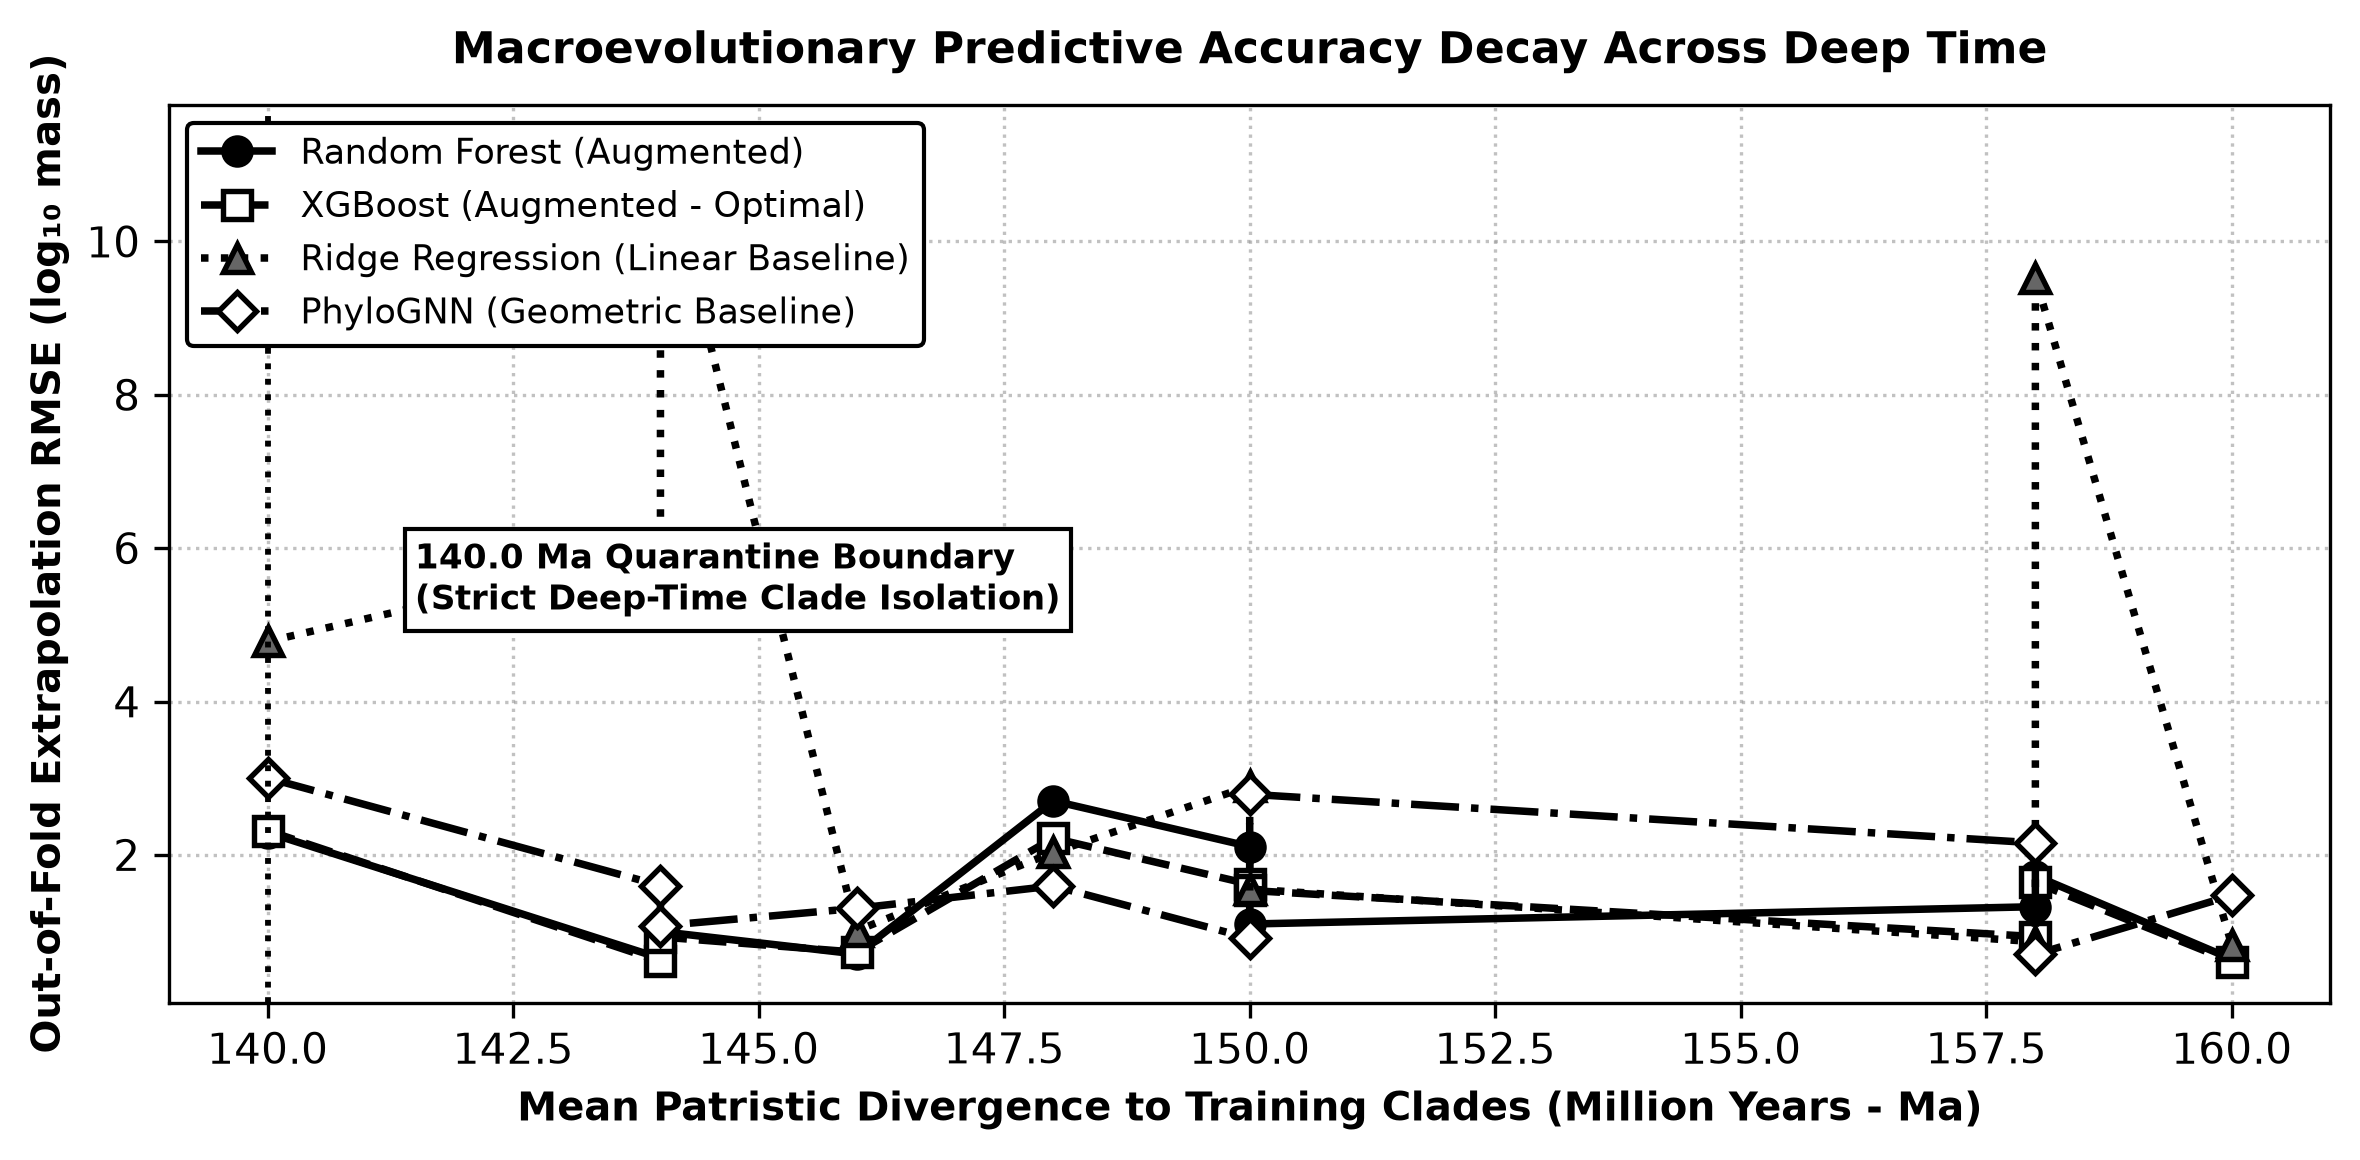 Macroevolutionary Predictive Accuracy Decay Across Deep Time
Out-of-Fold Extrapolation RMSE (log₁₀ mass)
Random Forest (Augmented)
XGBoost (Augmented - Optimal)
Ridge Regression (Linear Baseline)
PhyloGNN (Geometric Baseline)
10
8
6
4
2
140.0 Ma Quarantine Boundary
(Strict Deep-Time Clade Isolation)
140.0 142.5 145.0 147.5 150.0 152.5 155.0 157.5 160.0
Mean Patristic Divergence to Training Clades (Million Years - Ma)